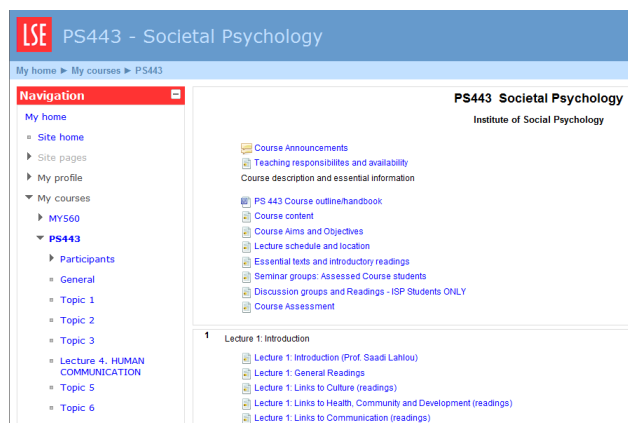 LSE PS443 - Societal Psychology
My home ► My courses ► PS443
Navigation
My home
Site home
Site pages
My profile
My courses
MY560
PS443
Participants
General
Topic 1
Topic 2
Topic 3
Lecture 4. HUMAN
COMMUNICATION
Topic 5
Topic 6
PS443 Societal Psychology
Institute of Social Psychology
Course Announcements
Teaching responsibilites and availability
Course description and essential information
PS 443 Course outline/handbook
Course content
Course Aims and Objectives
Lecture schedule and location
Essential texts and introductory readings
Seminar groups: Assessed Course students
Discussion groups and Readings - ISP Students ONLY
Course Assessment
1 Lecture 1: Introduction
Lecture 1: Introduction (Prof. Saadi Lahlou)
Lecture 1: General Readings
Lecture 1: Links to Culture (readings)
Lecture 1: Links to Health, Community and Development (readings)
Lecture 1: Links to Communication (readings)